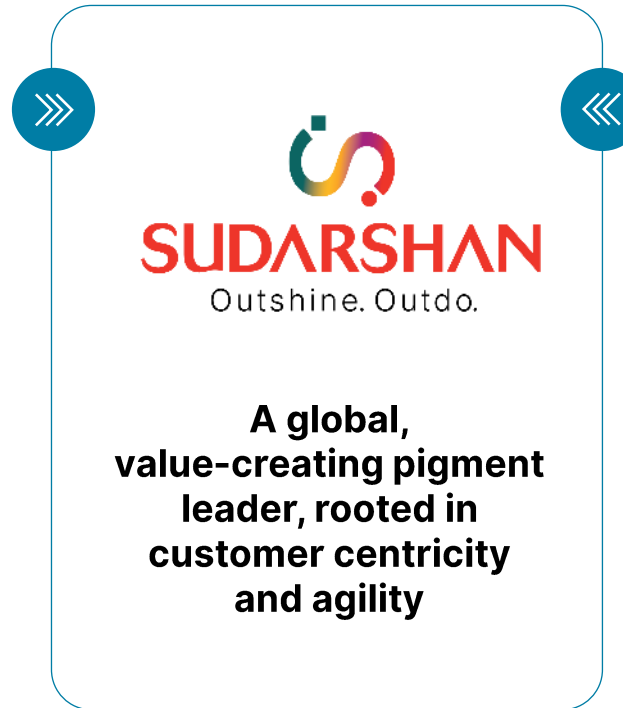 SUDARSHAN
Outshine. Outdo.
A global,
value-creating pigment
leader, rooted in
customer centricity
and agility